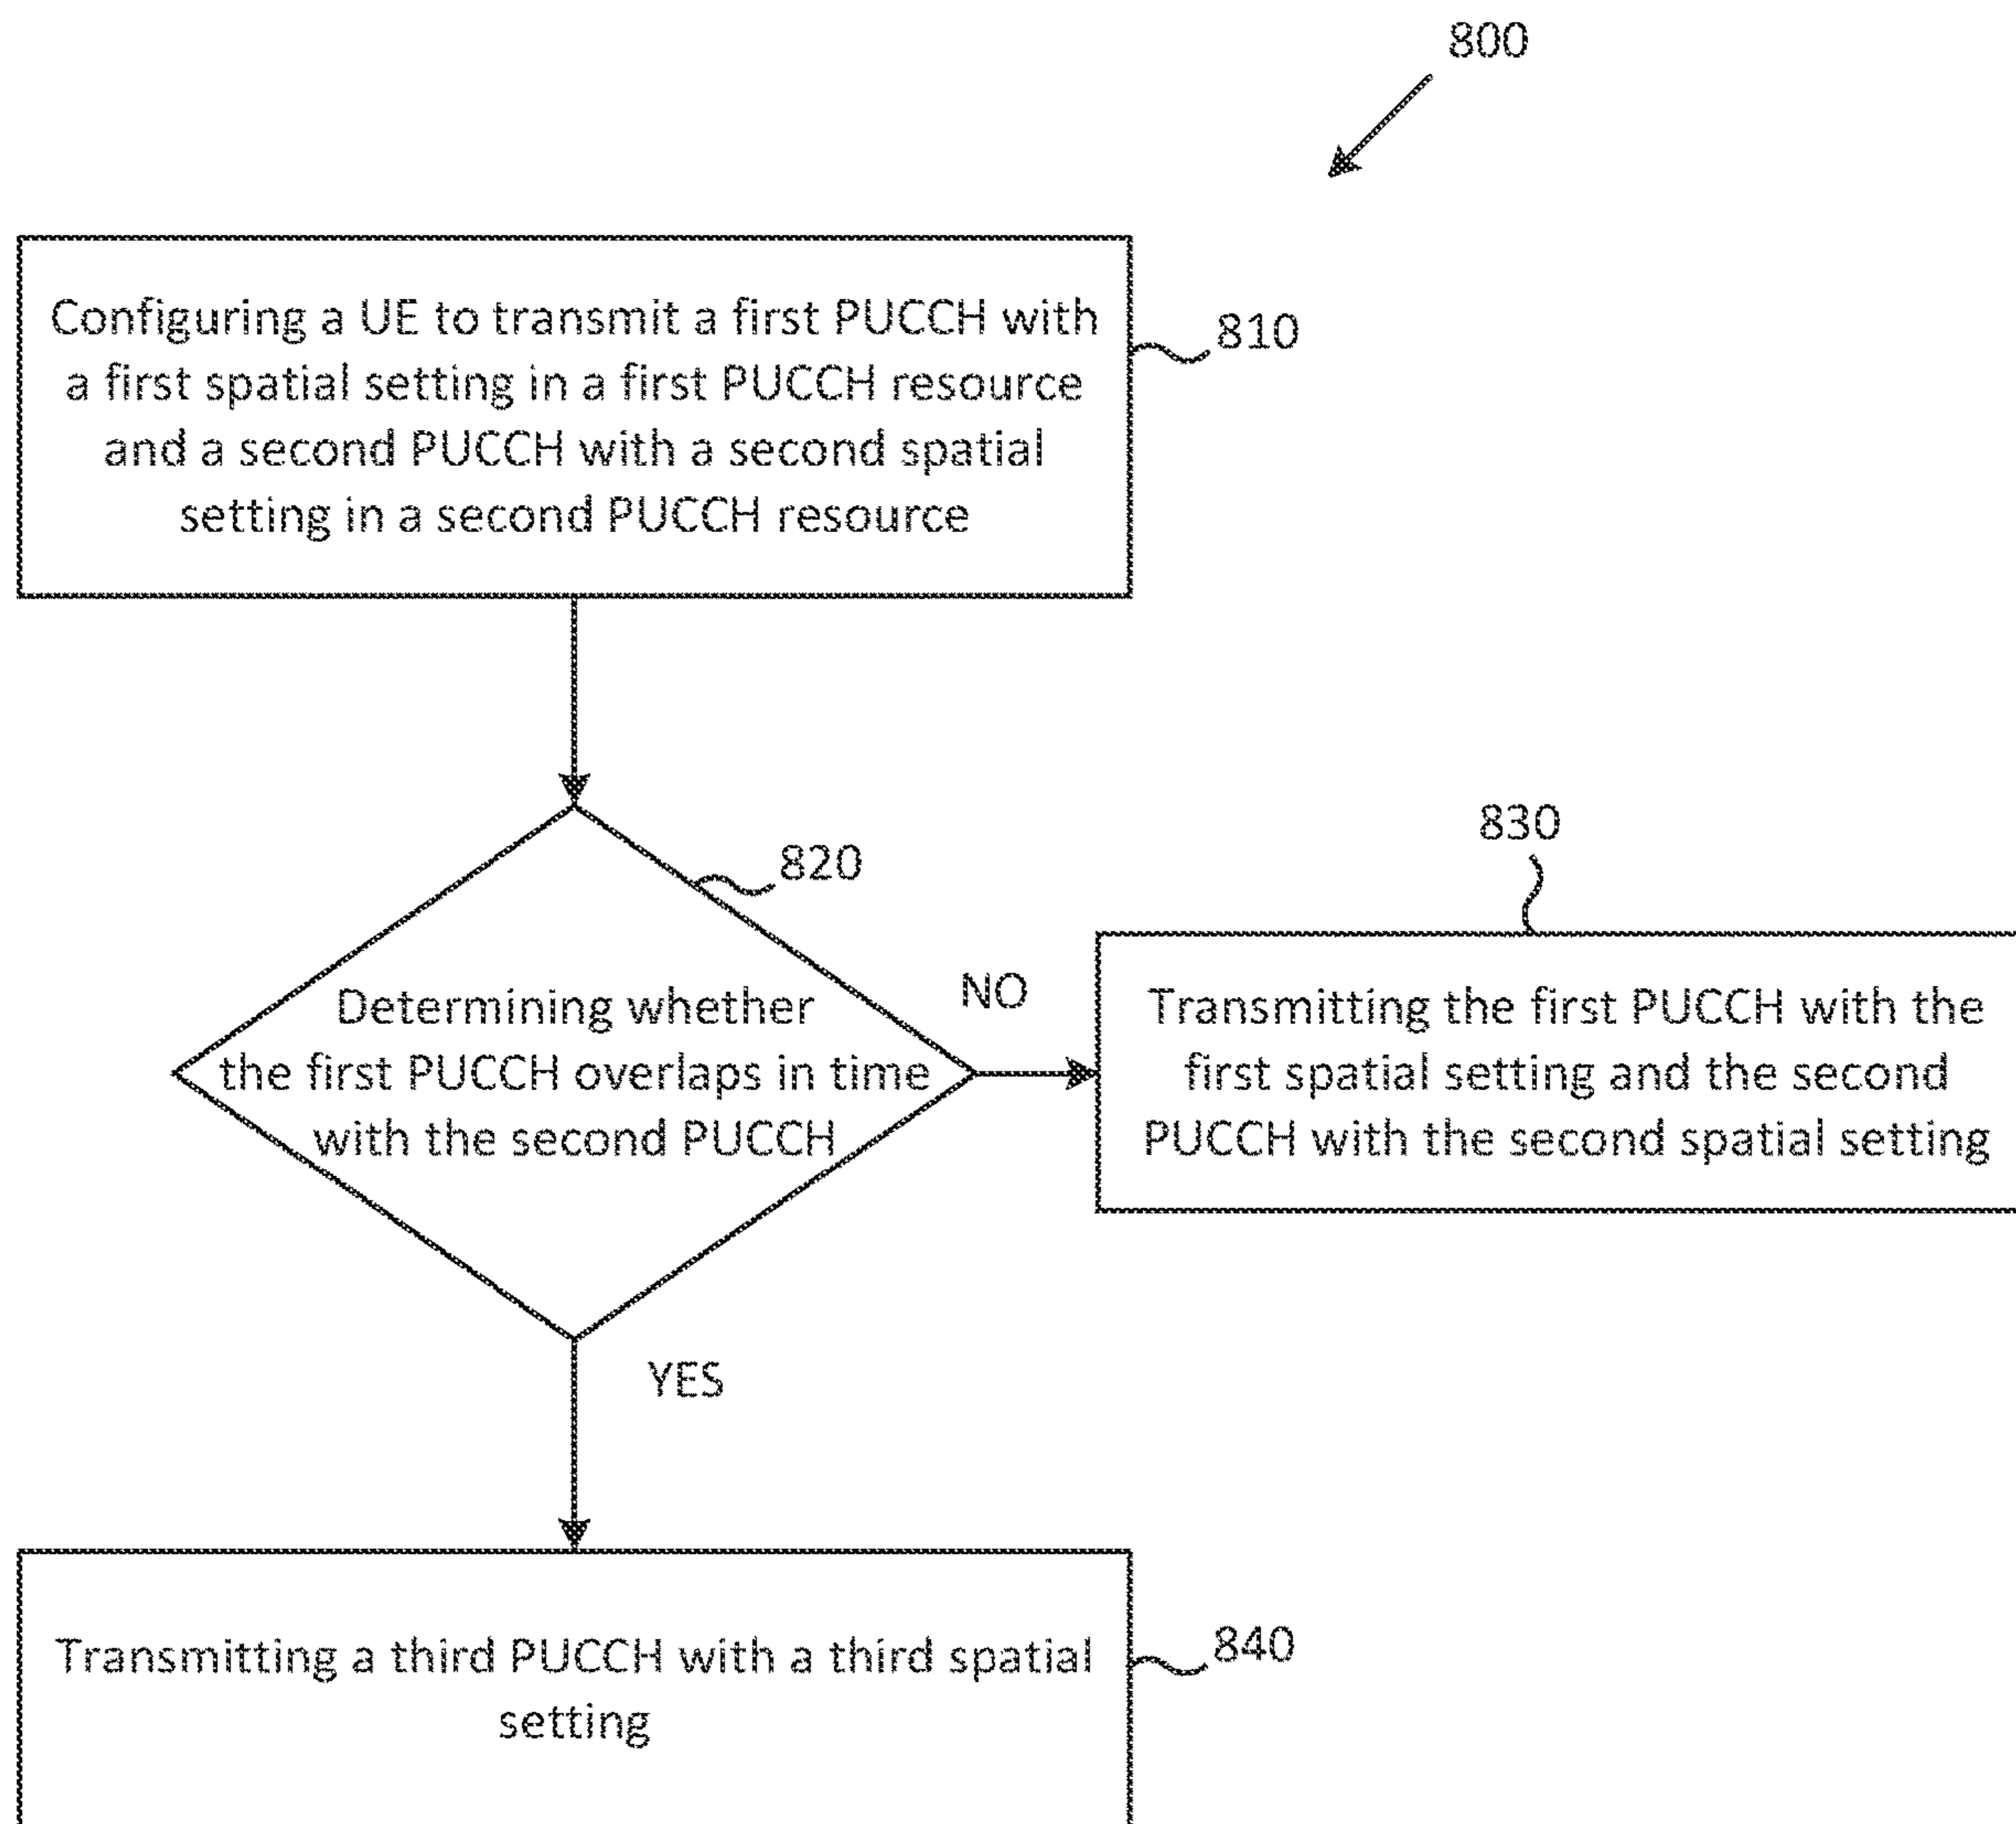 800
Configuring a UE to transmit a first PUCCH with
a first spatial setting in a first PUCCH resource
and a second PUCCH with a second spatial
setting in a second PUCCH resource
810
820
Determining whether
the first PUCCH overlaps in time
with the second PUCCH
NO
830
Transmitting the first PUCCH with the
first spatial setting and the second
PUCCH with the second spatial setting
YES
Transmitting a third PUCCH with a third spatial
setting
840